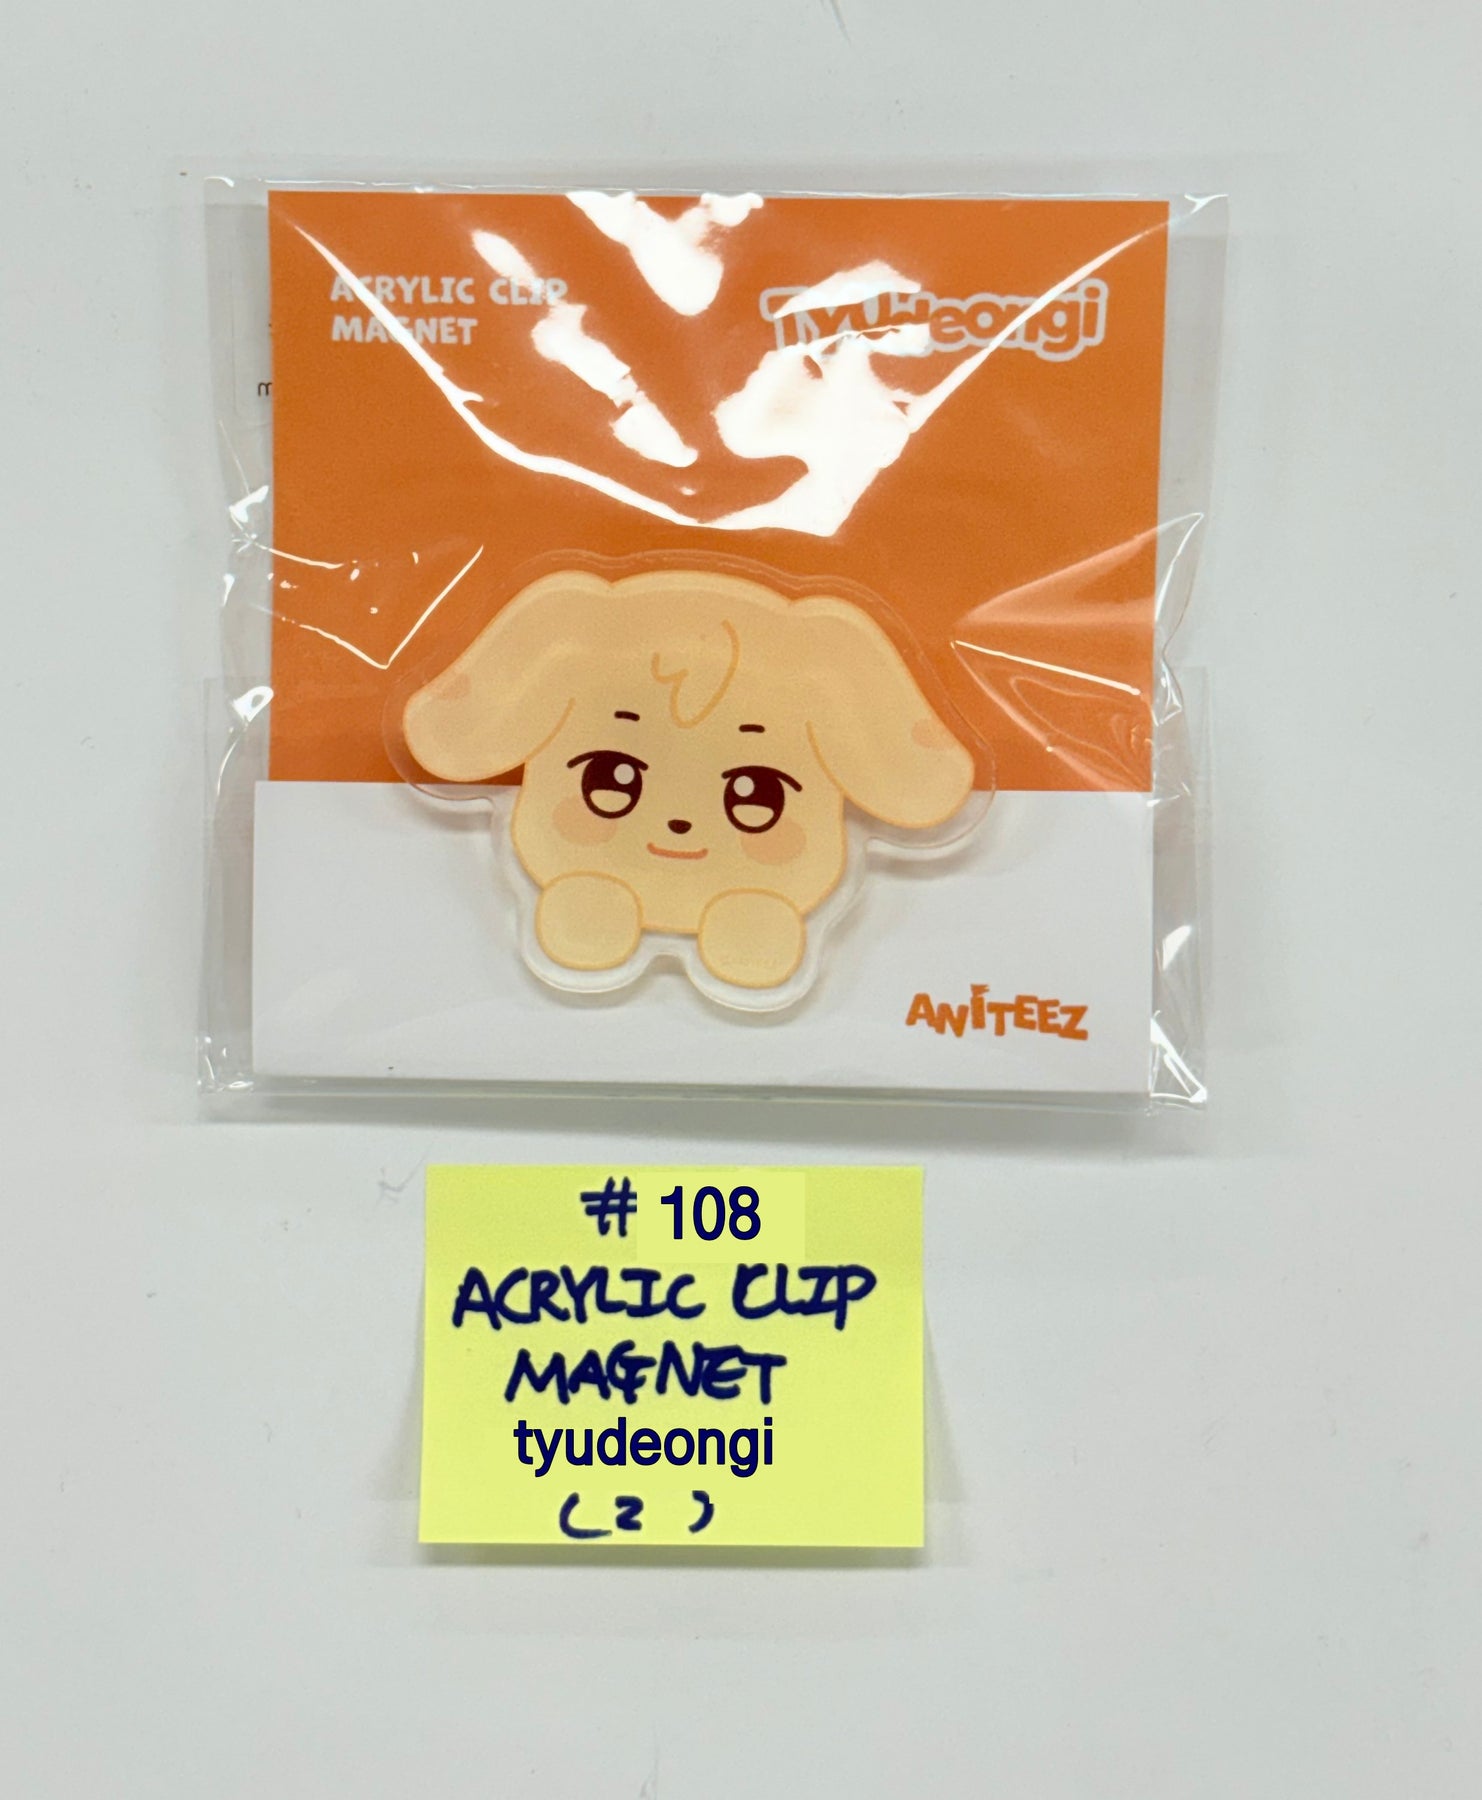 ACRYLIC CLIP
MAGNET
Tyudeongi
m
ANITEEZ
# 108
ACRYLIC CLIP
MAGNET
tyudeongi
(2)